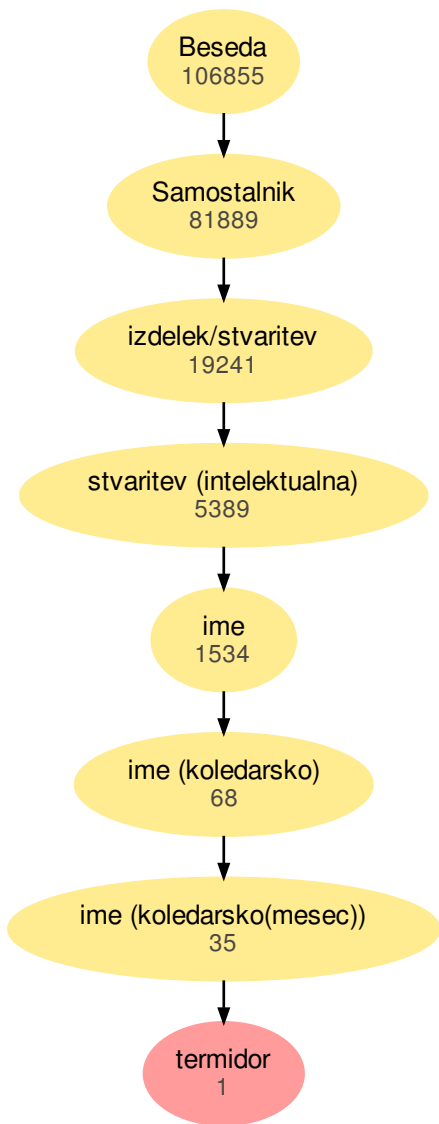 Beseda
106855
Samostalnik
81889
izdelek/stvaritev
19241
stvaritev (intelektualna)
5389
ime
1534
ime (koledarsko)
68
ime (koledarsko(mesec))
35
termidor
1